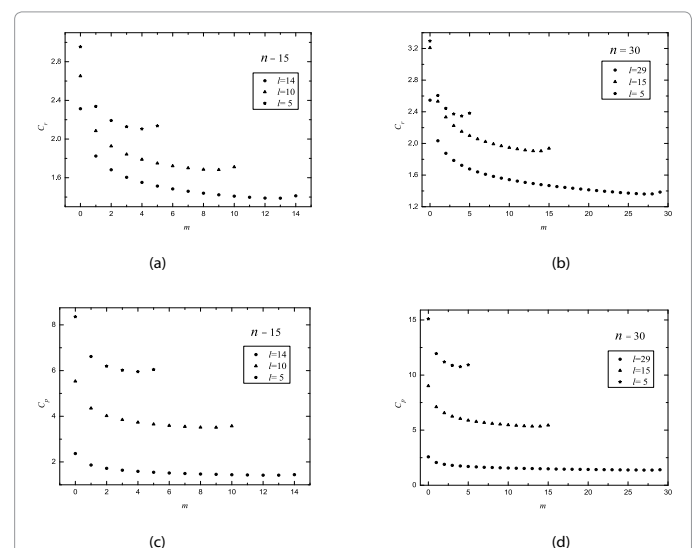 n - 15
l=14
l=10
l= 5
C_r
2.8
2.4
2.0
1.6
0 2 4 6 8 10 12 14
m
(a)
n = 30
l=29
l=15
l= 5
C_r
3.6
3.2
2.8
2.4
2.0
1.6
1.2
0 5 10 15 20 25 30
m
(b)
n - 15
l=14
l=10
l= 5
C_p
8
6
4
2
0 2 4 6 8 10 12 14
m
(c)
n - 30
l=29
l=15
l= 5
C_p
15
10
5
0
0 5 10 15 20 25 30
m
(d)